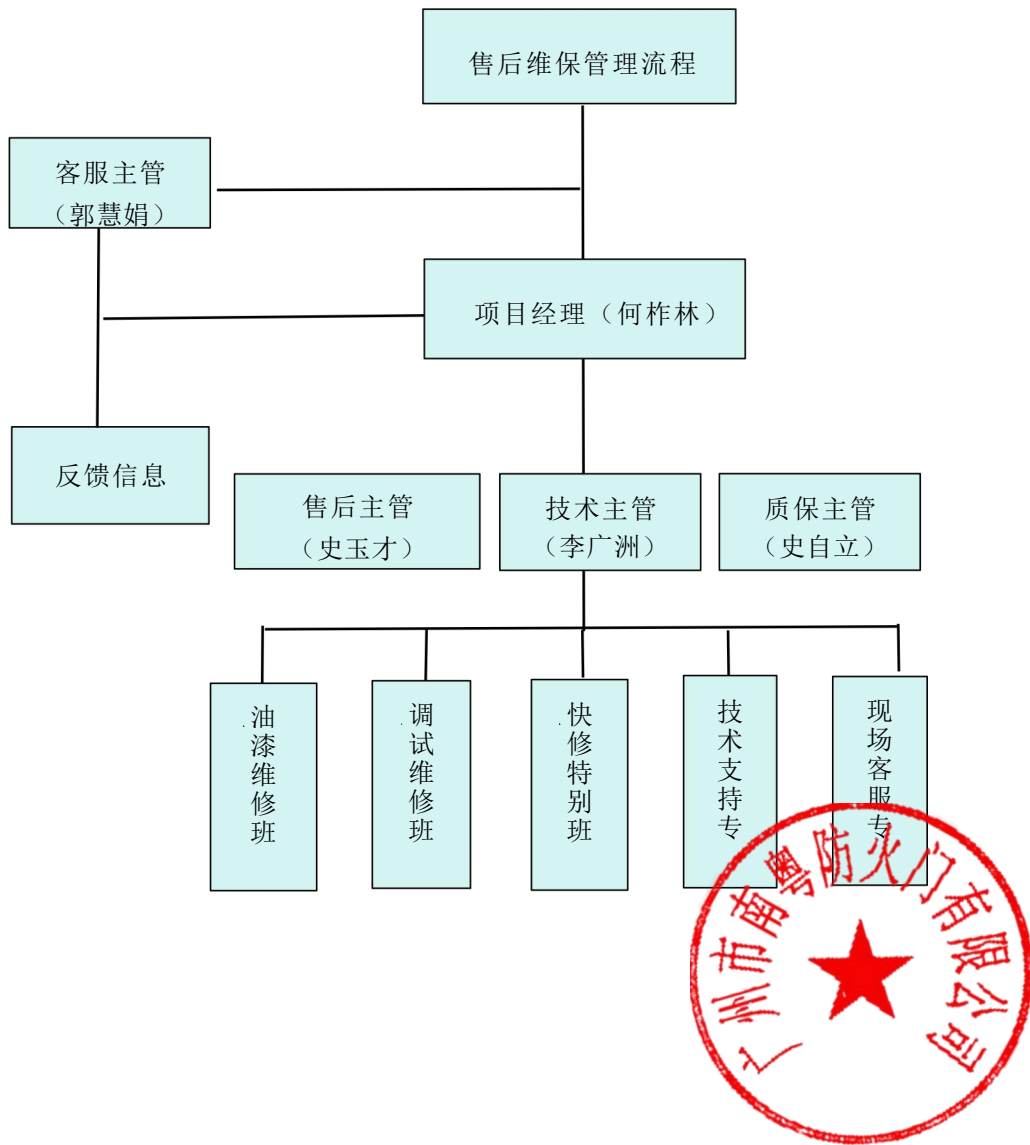 售后维保管理流程
客服主管
（郭慧娟）
项目经理（何柞林）
反馈信息
售后主管
（史玉才）
技术主管
（李广洲）
质保主管
（史自立）
油漆维修班
调试维修班
快修特别班
技术支持专
现场客服专
广州市南粤防火门有限公司